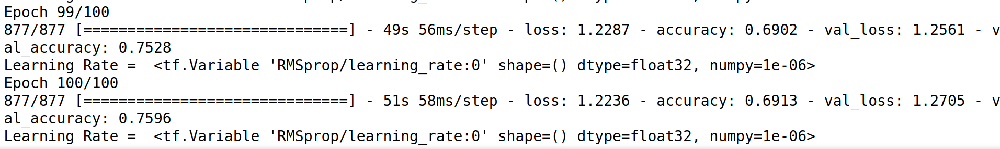 Epoch 99/100
877/877 [==============================] - 49s 56ms/step - loss: 1.2287 - accuracy: 0.6902 - val_loss: 1.2561 - v
al_accuracy: 0.7528
Learning Rate =  <tf.Variable 'RMSprop/learning_rate:0' shape=() dtype=float32, numpy=1e-06>
Epoch 100/100
877/877 [==============================] - 51s 58ms/step - loss: 1.2236 - accuracy: 0.6913 - val_loss: 1.2705 - v
al_accuracy: 0.7596
Learning Rate =  <tf.Variable 'RMSprop/learning_rate:0' shape=() dtype=float32, numpy=1e-06>